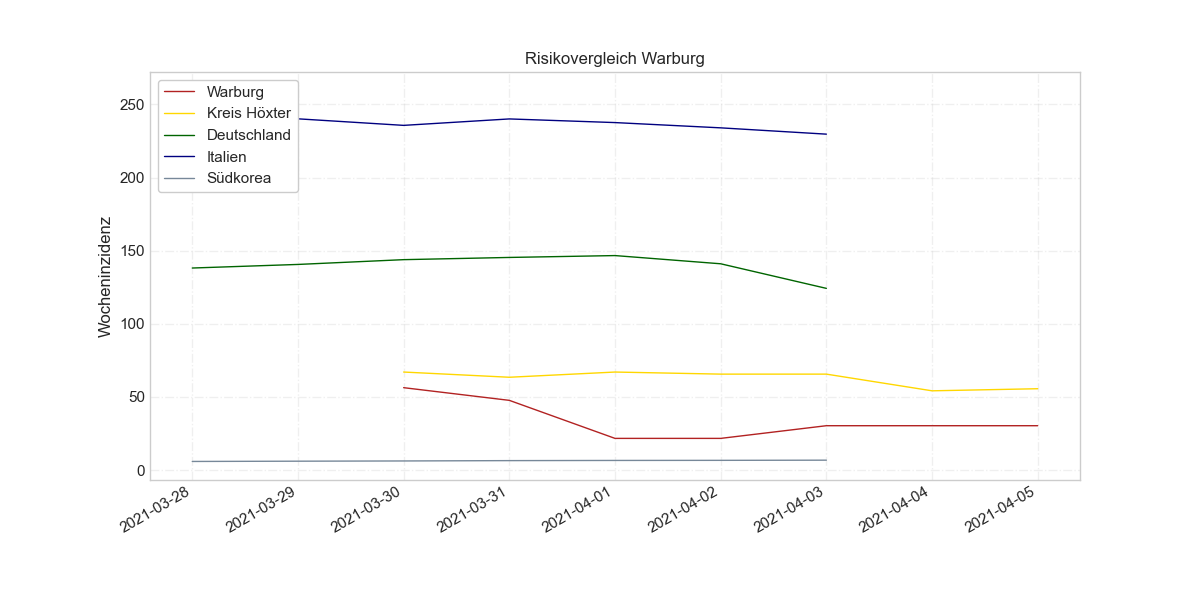 Risikovergleich Warburg
Warburg
Kreis Höxter
Deutschland
Italien
Südkorea
Wocheninzidenz
250
200
150
100
50
0
2021-03-28
2021-03-29
2021-03-30
2021-03-31
2021-04-01
2021-04-02
2021-04-03
2021-04-04
2021-04-05